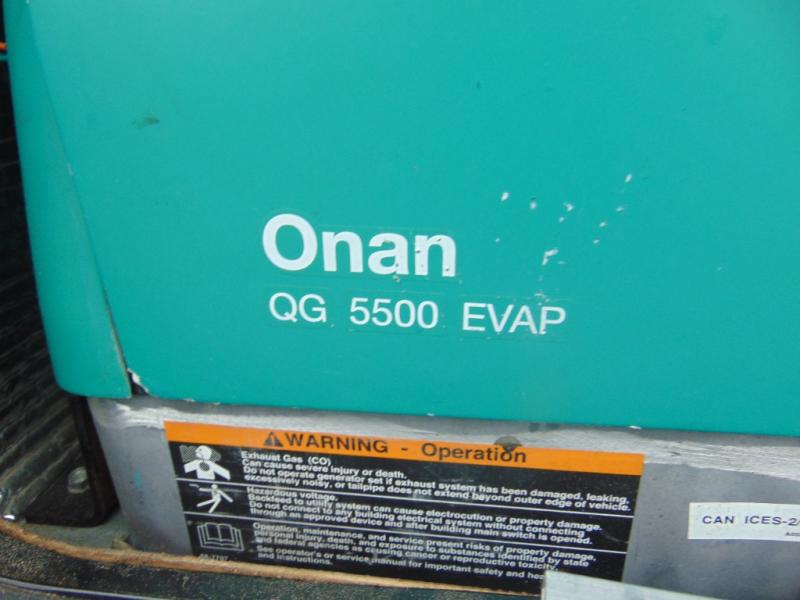 Onan
QG 5500 EVAP
WARNING - Operation
Exhaust Gas (CO)
Can cause severe injury or death.
Do not operate generator set if exhaust system has been damaged, leaking,
excessively noisy, or tailpipe does not extend beyond outer edge of vehicle.
Hazardous voltage.
Backfeed to utility system can cause electrocution or property damage.
Do not connect to any building electrical system without connecting
through an approved device and after building main switch is opened.
Operation, maintenance, and service present risks of property damage,
personal injury, death, and exposure to substances identified by state
and federal agencies as causing cancer or reproductive toxicity.
See operator's or service manual for important safety and
and instructions.
CAN ICES-2/